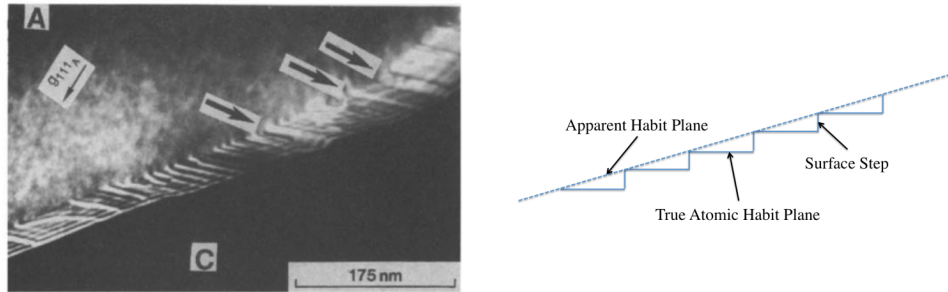 A
g111A
C
175 nm
Apparent Habit Plane
Surface Step
True Atomic Habit Plane